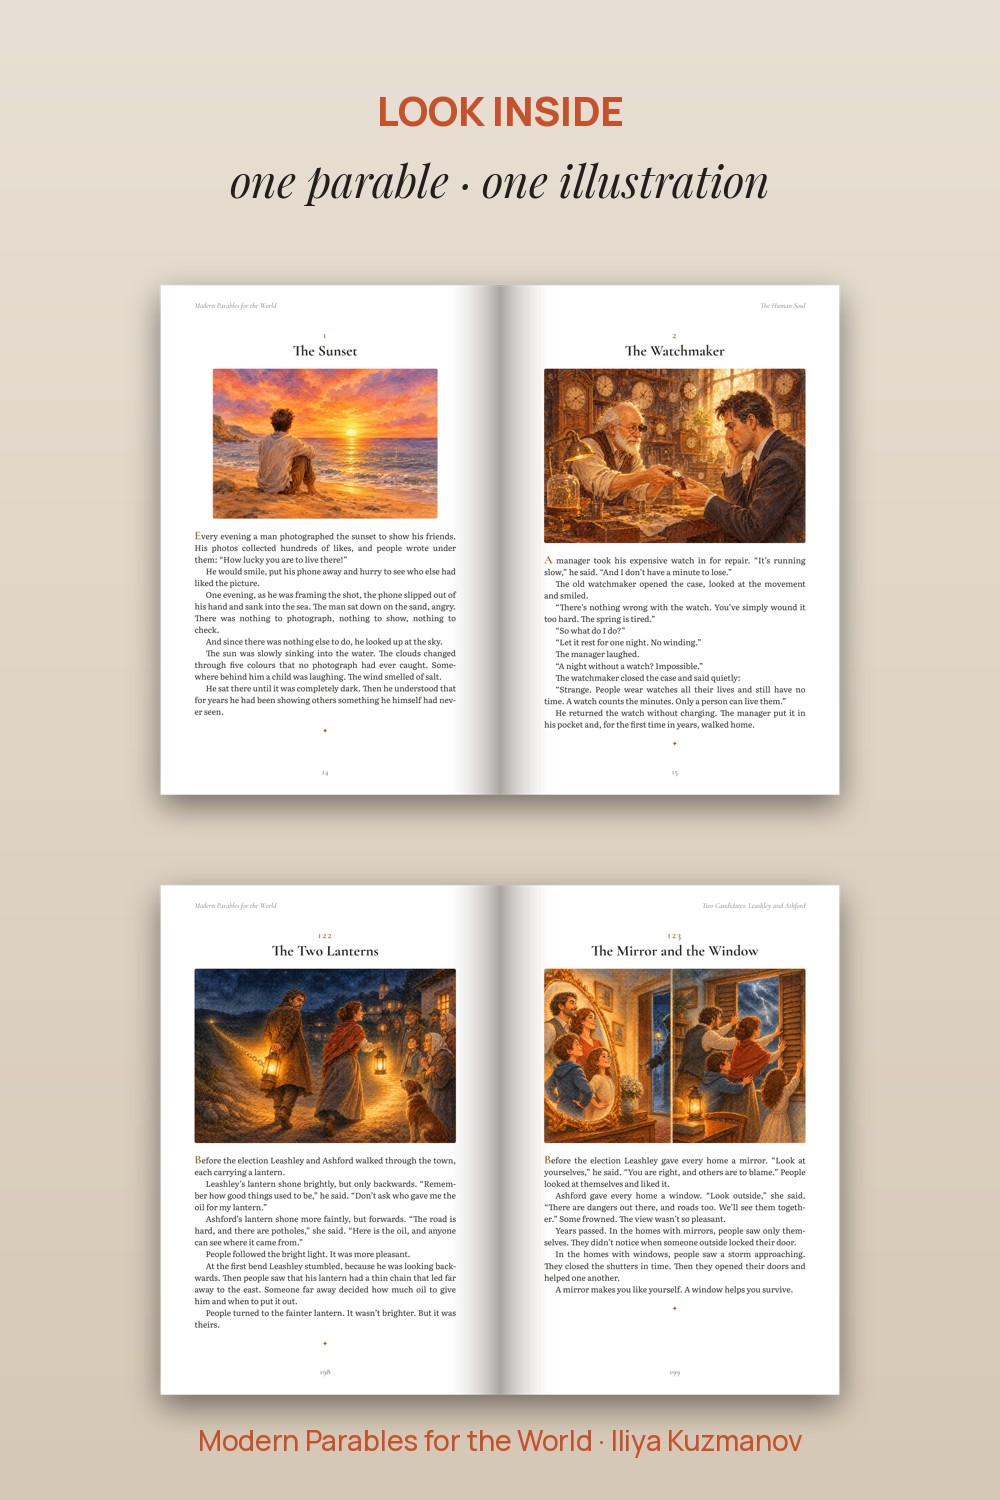 LOOK INSIDE
one parable · one illustration
Modern Parables for the World
1
The Sunset
Every evening a man photographed the sunset to show his friends.
His photos collected hundreds of likes, and people wrote under
them: “How lucky you are to live there!”
He would smile, put his phone away and hurry to see who else had
liked the picture.
One evening, as he was framing the shot, the phone slipped out of
his hand and sank into the sea. The man sat down on the sand, angry.
There was nothing to photograph, nothing to show, nothing to
check.
And since there was nothing else to do, he looked up at the sky.
The sun was slowly sinking into the water. The clouds changed
through five colours that no photograph had ever caught. Some-
where behind him a child was laughing. The wind smelled of salt.
He sat there until it was completely dark. Then he understood that
for years he had been showing others something he himself had nev-
er seen.
14
The Human Soul
2
The Watchmaker
A manager took his expensive watch in for repair. “It’s running
slow,” he said. “And I don’t have a minute to lose.”
The old watchmaker opened the case, looked at the movement
and smiled.
“There’s nothing wrong with the watch. You’ve simply wound it
too hard. The spring is tired.”
“So what do I do?”
“Let it rest for one night. No winding.”
The manager laughed.
“A night without a watch? Impossible.”
The watchmaker closed the case and said quietly:
“Strange. People wear watches all their lives and still have no
time. A watch counts the minutes. Only a person can live them.”
He returned the watch without charging. The manager put it in
his pocket and, for the first time in years, walked home.
15
Modern Parables for the World
122
The Two Lanterns
Before the election Leashley and Ashford walked through the town,
each carrying a lantern.
Leashley’s lantern shone brightly, but only backwards. “Remem-
ber how good things used to be,” he said. “Don’t ask who gave me the
oil for my lantern.”
Ashford’s lantern shone more faintly, but forwards. “The road is
hard, and there are potholes,” she said. “Here is the oil, and anyone
can see where it came from.”
People followed the bright light. It was more pleasant.
At the first bend Leashley stumbled, because he was looking back-
wards. Then people saw that his lantern had a thin chain that led far
away to the east. Someone far away decided how much oil to give
him and when to put it out.
People turned to the fainter lantern. It wasn’t brighter. But it was
theirs.
198
Two Candidates: Leashley and Ashford
123
The Mirror and the Window
Before the election Leashley gave every home a mirror. “Look at
yourselves,” he said. “You are right, and others are to blame.” People
looked at themselves and liked it.
Ashford gave every home a window. “Look outside,” she said.
“There are dangers out there, and roads too. We’ll see them togeth-
er.” Some frowned. The view wasn’t so pleasant.
Years passed. In the homes with mirrors, people saw only them-
selves. They didn’t notice when someone outside locked their door.
In the homes with windows, people saw a storm approaching.
They closed the shutters in time. Then they opened their doors and
helped one another.
A mirror makes you like yourself. A window helps you survive.
199
Modern Parables for the World · Iliya Kuzmanov